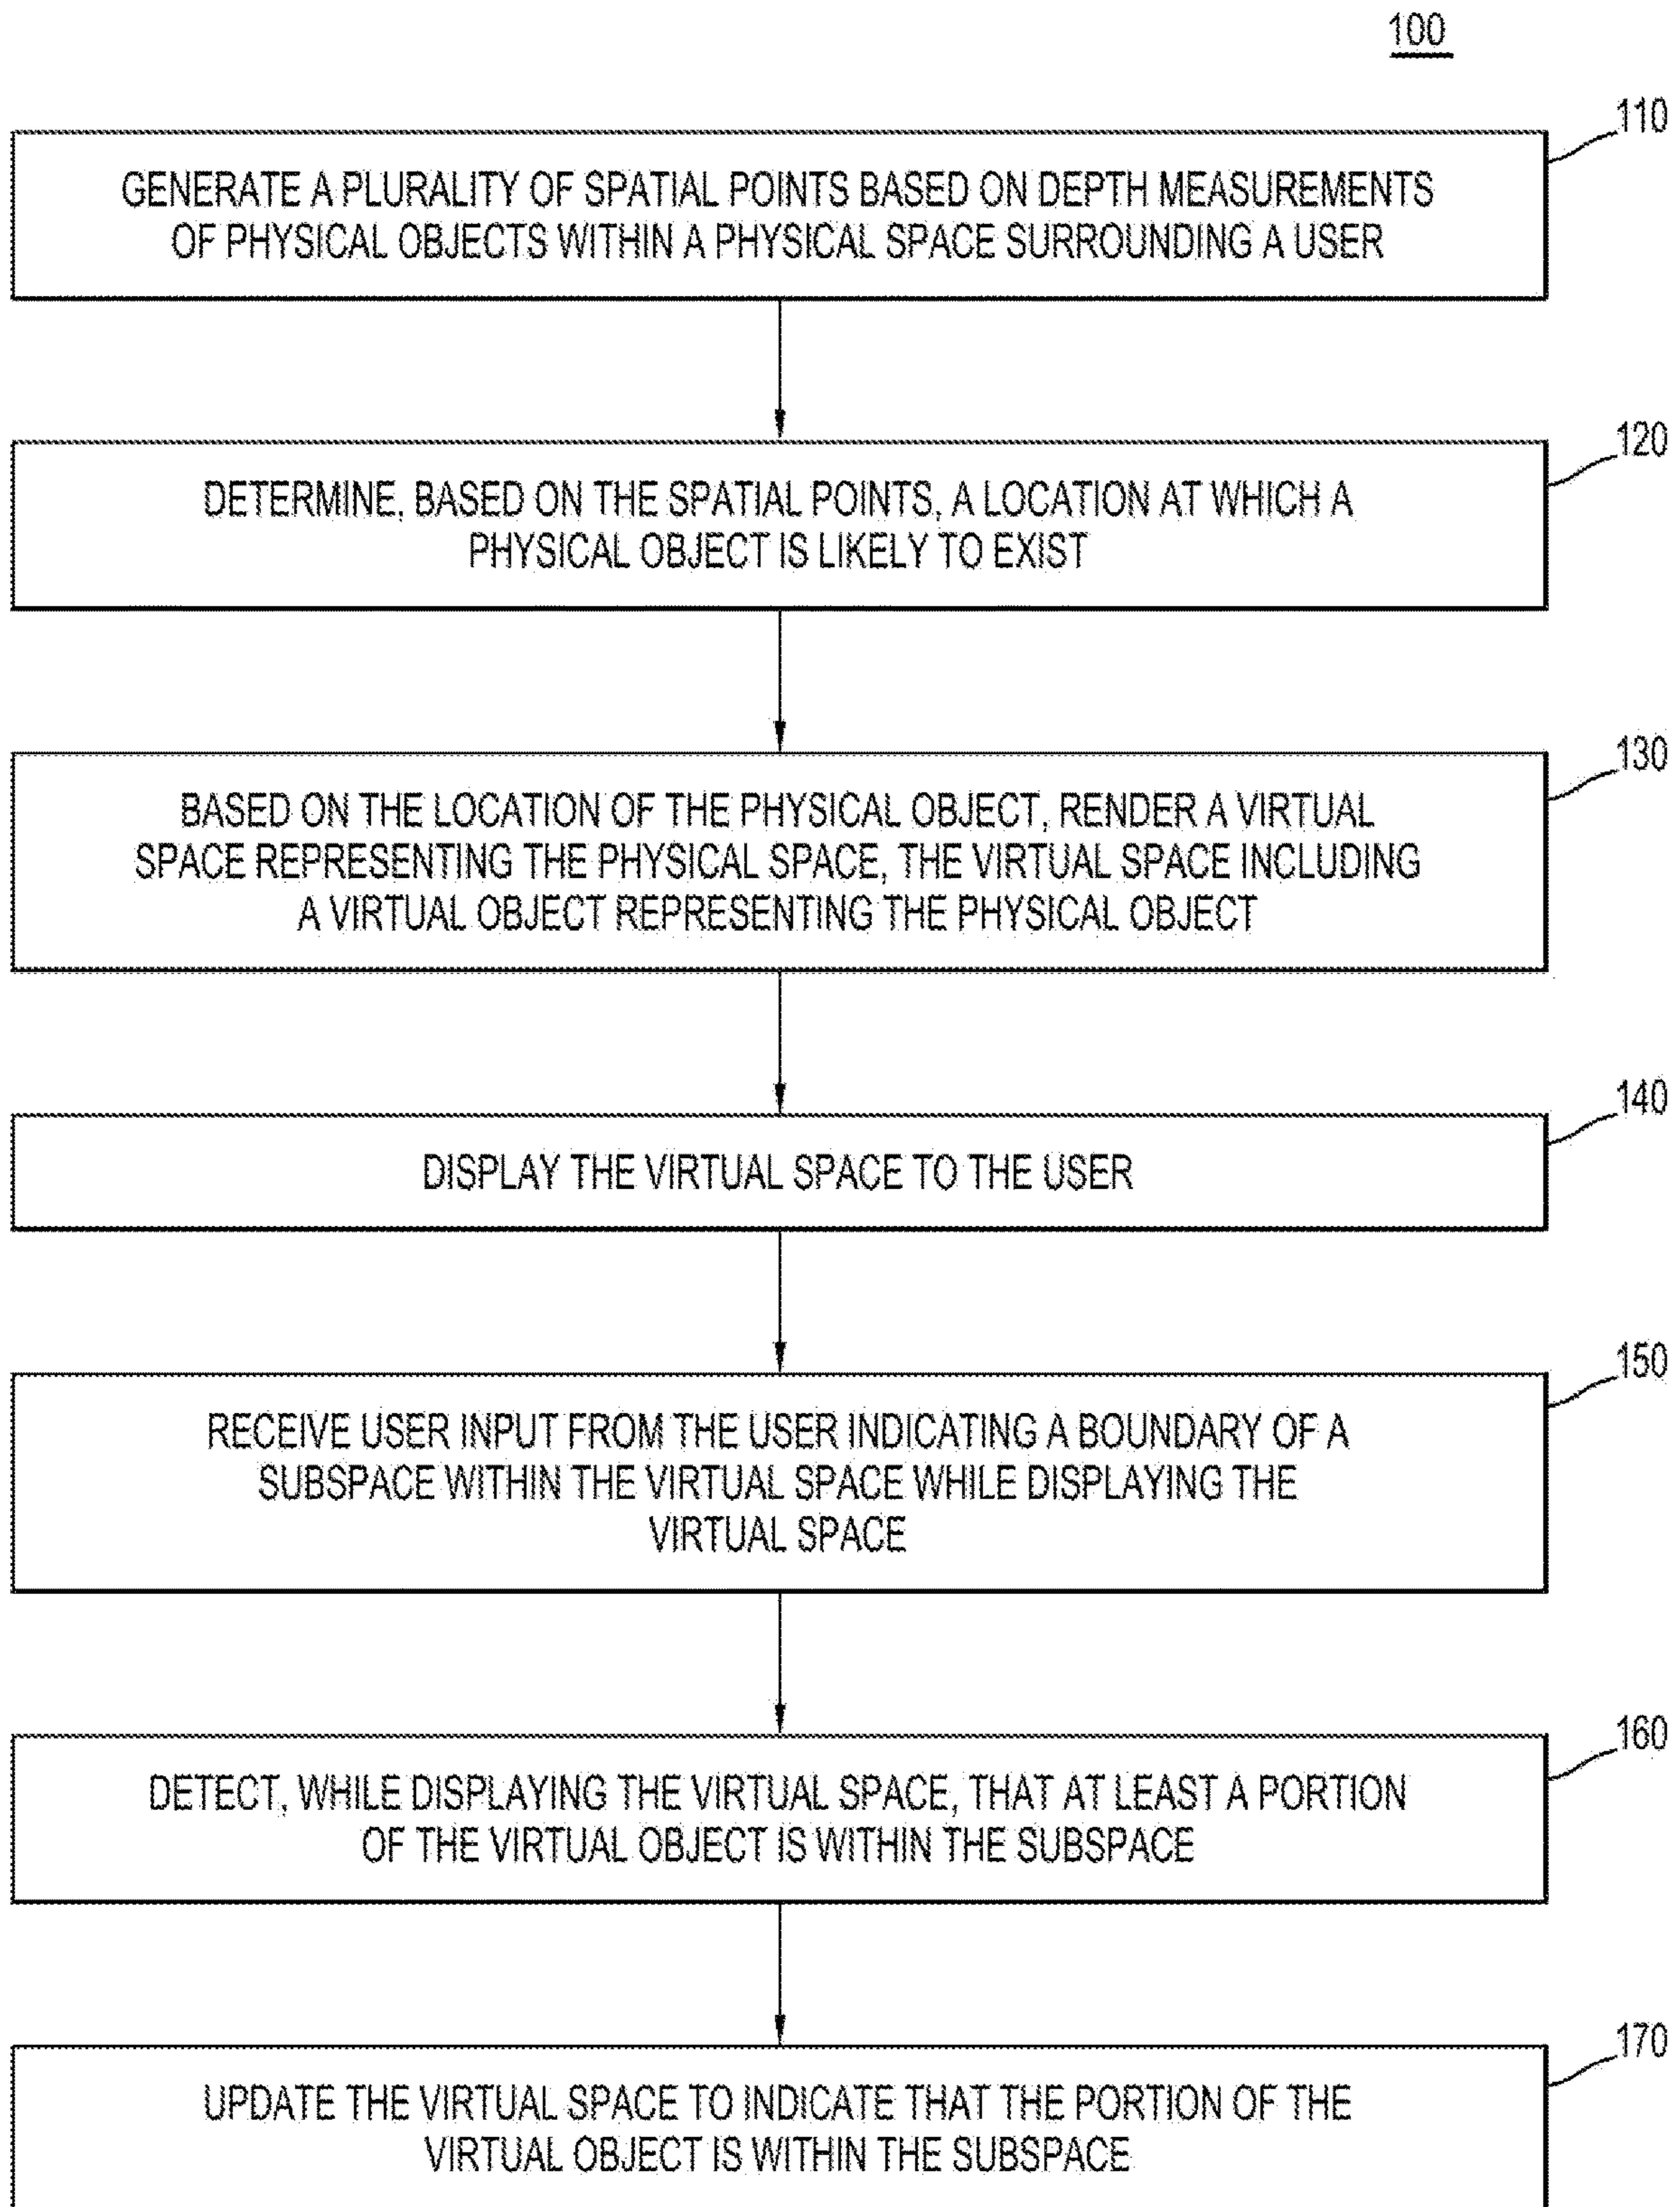 100
110
GENERATE A PLURALITY OF SPATIAL POINTS BASED ON DEPTH MEASUREMENTS
OF PHYSICAL OBJECTS WITHIN A PHYSICAL SPACE SURROUNDING A USER
120
DETERMINE, BASED ON THE SPATIAL POINTS, A LOCATION AT WHICH A
PHYSICAL OBJECT IS LIKELY TO EXIST
130
BASED ON THE LOCATION OF THE PHYSICAL OBJECT, RENDER A VIRTUAL
SPACE REPRESENTING THE PHYSICAL SPACE, THE VIRTUAL SPACE INCLUDING
A VIRTUAL OBJECT REPRESENTING THE PHYSICAL OBJECT
140
DISPLAY THE VIRTUAL SPACE TO THE USER
150
RECEIVE USER INPUT FROM THE USER INDICATING A BOUNDARY OF A
SUBSPACE WITHIN THE VIRTUAL SPACE WHILE DISPLAYING THE
VIRTUAL SPACE
160
DETECT, WHILE DISPLAYING THE VIRTUAL SPACE, THAT AT LEAST A PORTION
OF THE VIRTUAL OBJECT IS WITHIN THE SUBSPACE
170
UPDATE THE VIRTUAL SPACE TO INDICATE THAT THE PORTION OF THE
VIRTUAL OBJECT IS WITHIN THE SUBSPACE